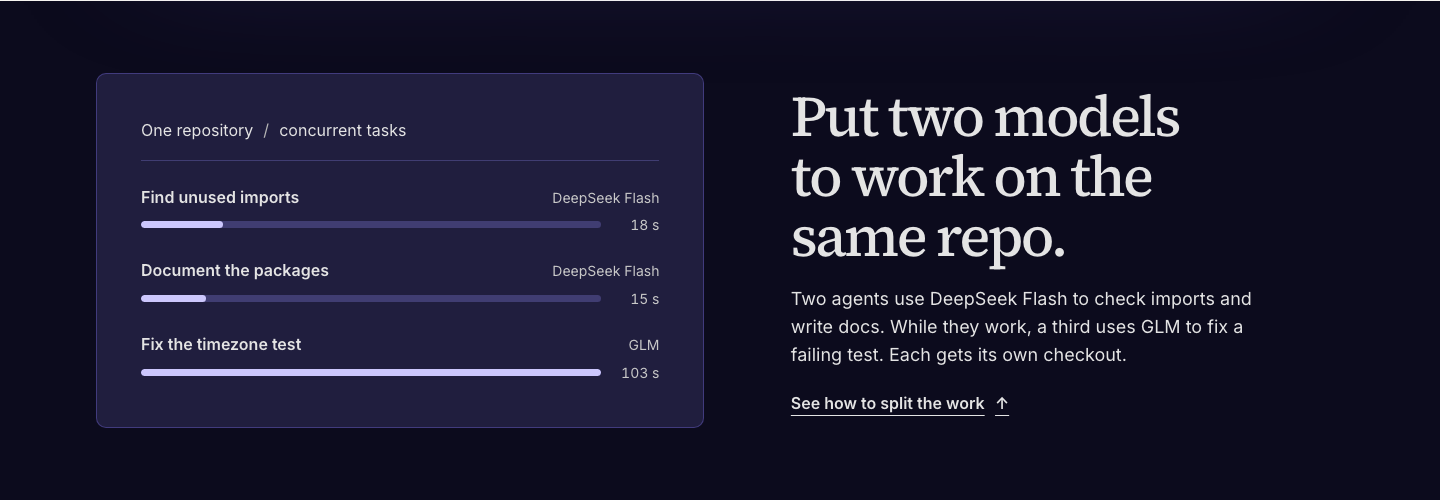 One repository / concurrent tasks
Find unused imports
DeepSeek Flash
18 s
Document the packages
DeepSeek Flash
15 s
Fix the timezone test
GLM
103 s
Put two models
to work on the
same repo.
Two agents use DeepSeek Flash to check imports and
write docs. While they work, a third uses GLM to fix a
failing test. Each gets its own checkout.
See how to split the work ↑